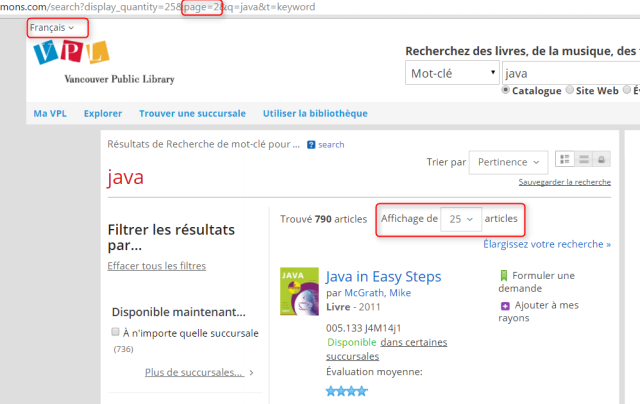 mons.com/search?display_quantity=25&page=2&q=java&t=keyword
Français
VPL
Vancouver Public Library
Recherchez des livres, de la musique, des
Mot-clé java
Catalogue Site Web
Ma VPL Explorer Trouver une succursale Utiliser la bibliothèque
Résultats de Recherche de mot-clé pour ... ? search
java
Trier par Pertinence
Sauvegarder la recherche
Filtrer les résultats
par...
Effacer tous les filtres
Disponible maintenant...
À n'importe quelle succursale
(736)
Plus de succursales... >
Trouvé 790 articles Affichage de 25 articles
Élargissez votre recherche »
JAVA
Java in Easy Steps
par McGrath, Mike
Livre - 2011
005.133 J4M14j1
Disponible dans certaines
succursales
Évaluation moyenne:
Formuler une
demande
Ajouter à mes
rayons